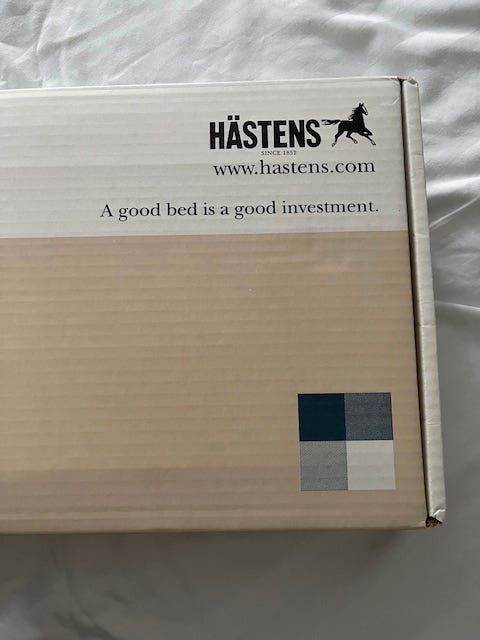 HÄSTENS
SINCE 1852
www.hastens.com
A good bed is a good investment.